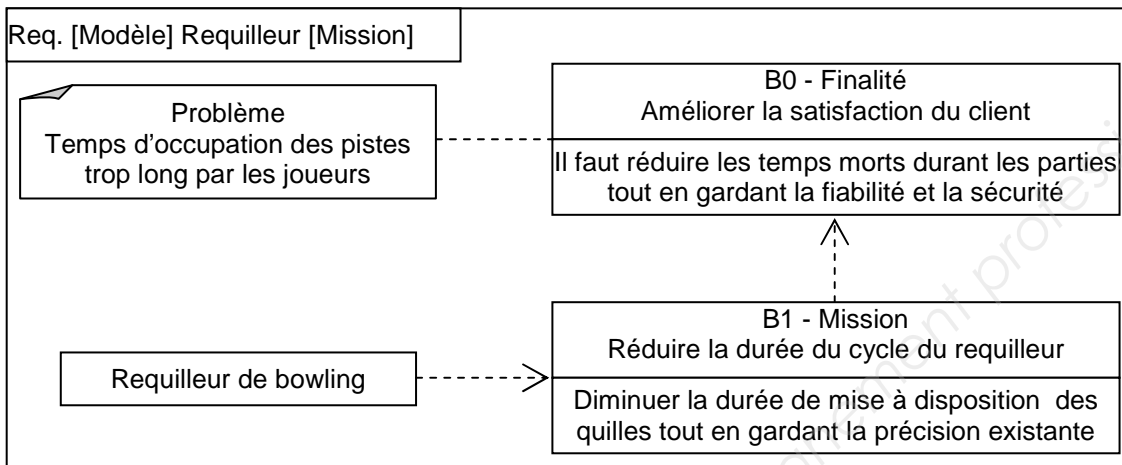 Req. [Modèle] Requilleur [Mission]
Problème
Temps d'occupation des pistes
trop long par les joueurs
B0 - Finalité
Améliorer la satisfaction du client
Il faut réduire les temps morts durant les parties
tout en gardant la fiabilité et la sécurité
B1 - Mission
Réduire la durée du cycle du requilleur
Diminuer la durée de mise à disposition des
quilles tout en gardant la précision existante
Requilleur de bowling